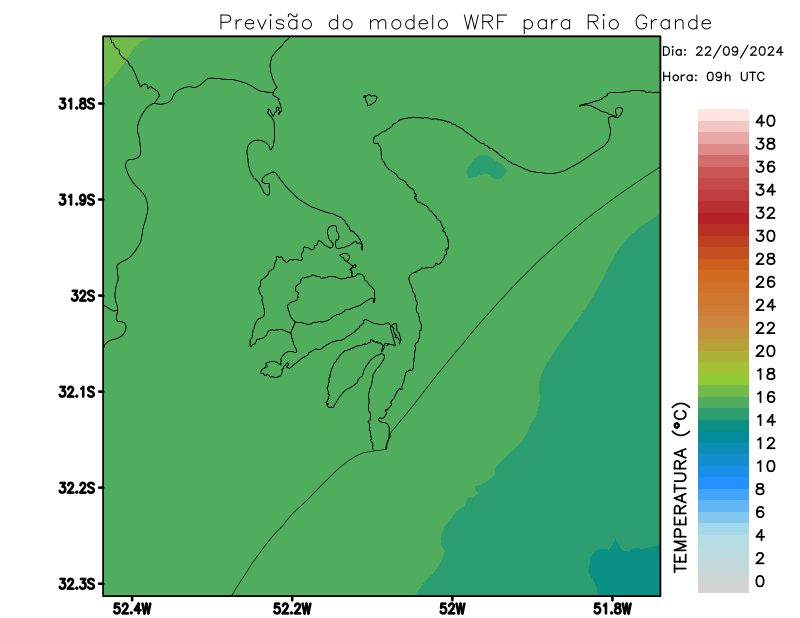 Previsão do modelo WRF para Rio Grande
Dia: 22/09/2024
Hora: 09h UTC
31.8S
31.9S
32S
32.1S
32.2S
32.3S
52.4W
52.2W
52W
51.8W
TEMPERATURA (°C)
40
38
36
34
32
30
28
26
24
22
20
18
16
14
12
10
8
6
4
2
0